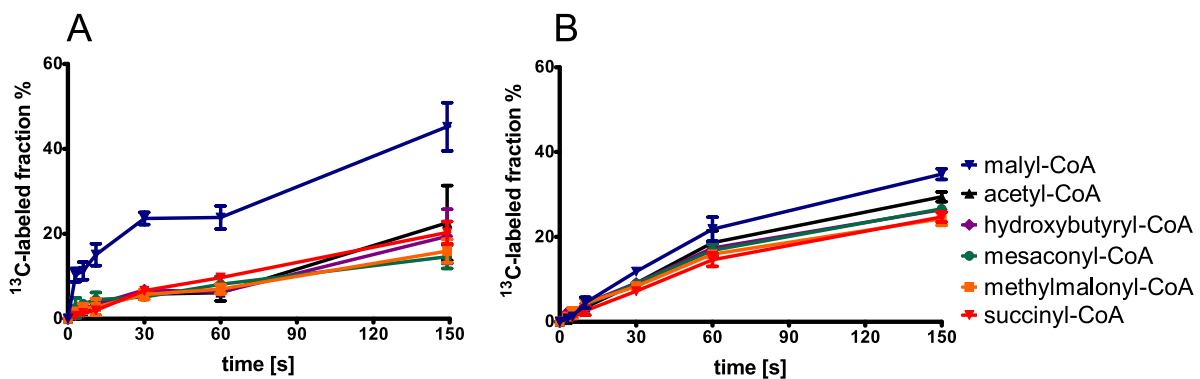 A
B
60
40
20
0
¹³C-labeled fraction %
0 30 60 90 120 150
time [s]
60
40
20
0
¹³C-labeled fraction %
0 30 60 90 120 150
time [s]
malyl-CoA
acetyl-CoA
hydroxybutyryl-CoA
mesaconyl-CoA
methylmalonyl-CoA
succinyl-CoA